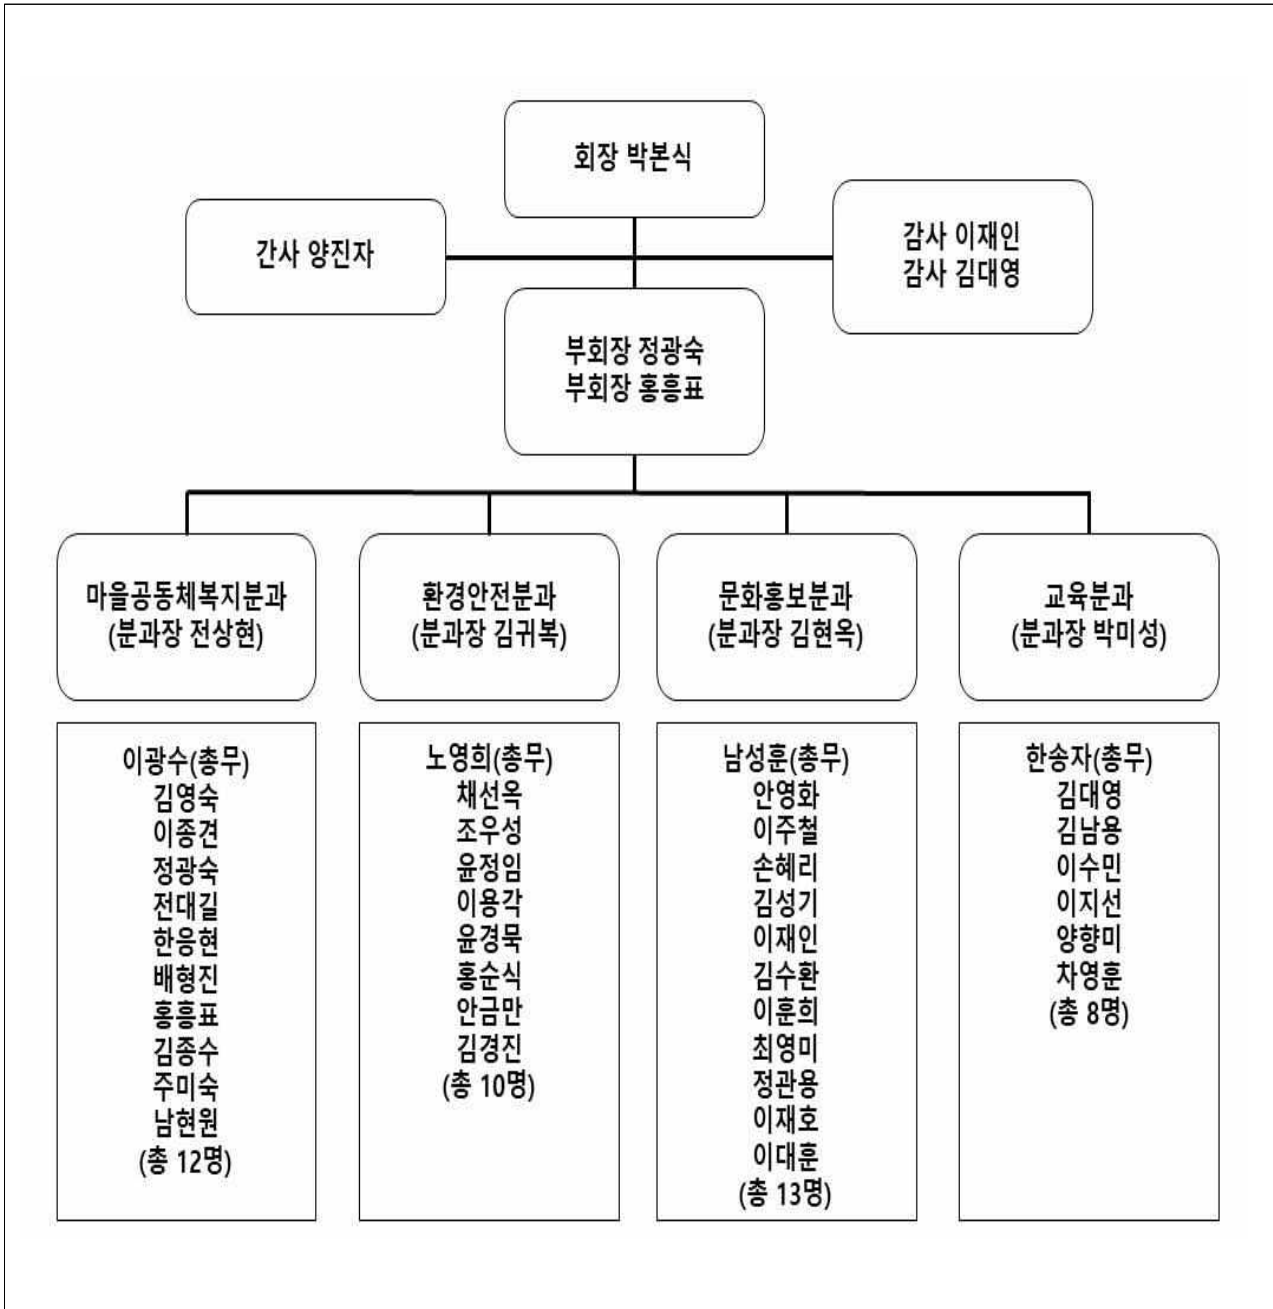 회장 박본식
간사 양진자
감사 이재인
감사 김대영
부회장 정광숙
부회장 홍흥표
마을공동체복지분과
(분과장 전상현)
환경안전분과
(분과장 김귀복)
문화홍보분과
(분과장 김현옥)
교육분과
(분과장 박미성)
이광수(총무)
김영숙
이종견
정광숙
전대길
한응현
배형진
홍흥표
김종수
주미숙
남현원
(총 12명)
노영희(총무)
채선옥
조우성
윤정임
이용각
윤경묵
홍순식
안금만
김경진
(총 10명)
남성훈(총무)
안영화
이주철
손혜리
김성기
이재인
김수환
이훈희
최영미
정관용
이재호
이대훈
(총 13명)
한송자(총무)
김대영
김남용
이수민
이지선
양향미
차영훈
(총 8명)